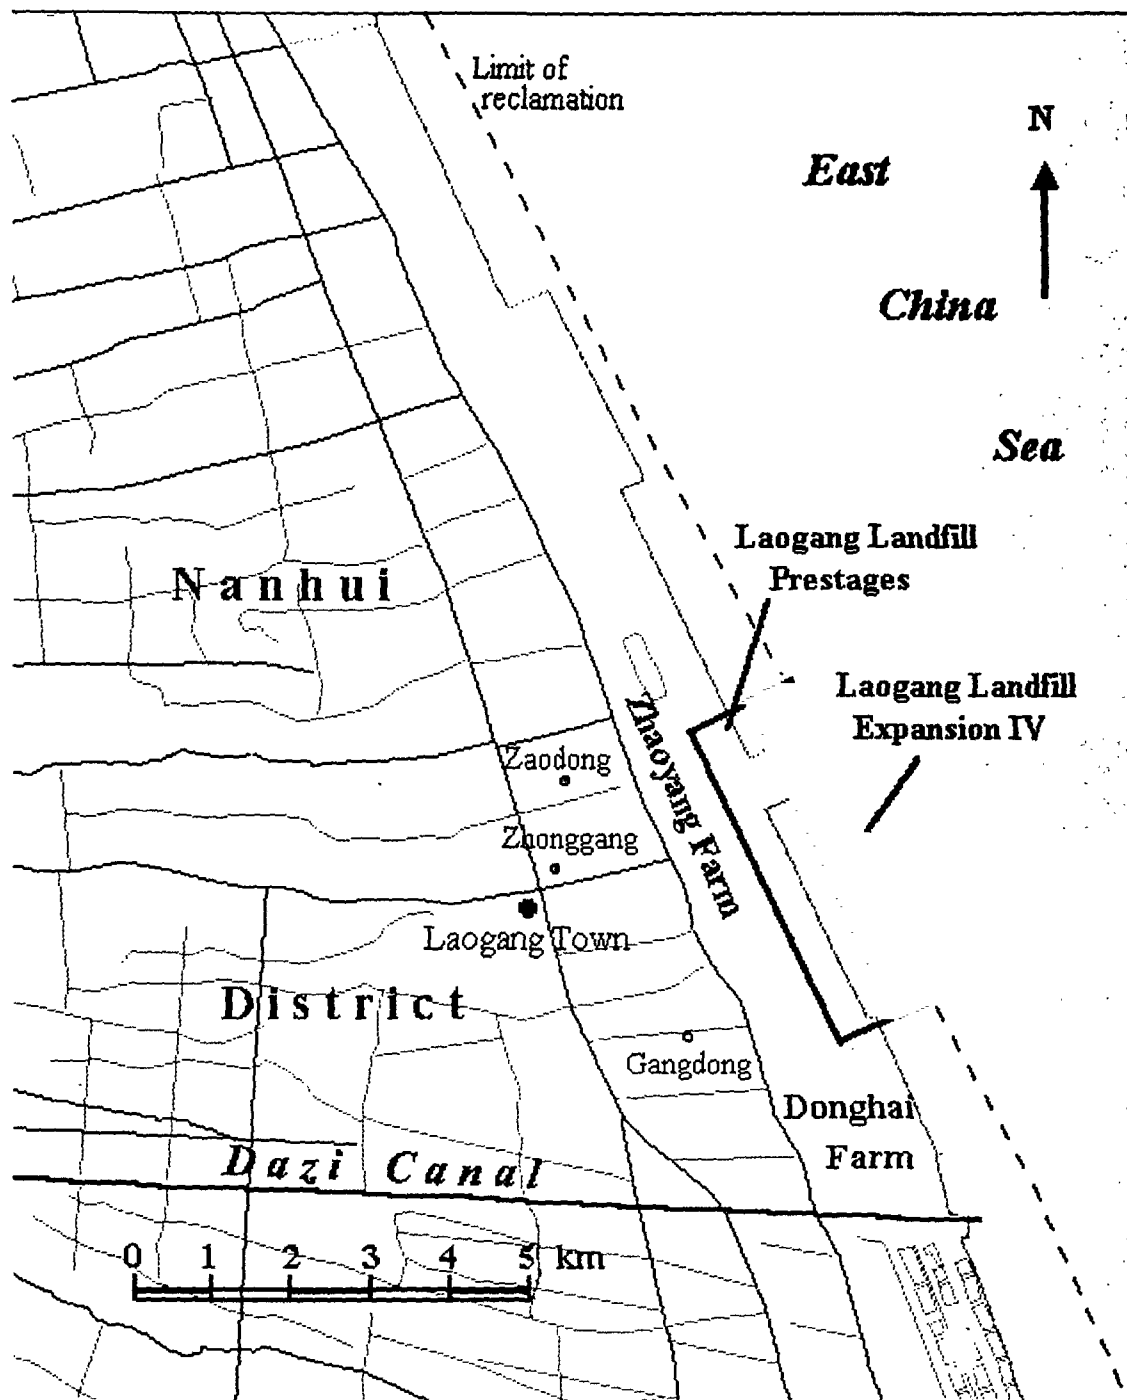 Limit of
reclamation
N
East
China
Sea
Laogang Landfill
Prestages
Nanhui
Laogang Landfill
Expansion IV
Zhaoyang Farm
Zaodong
Zhonggang
Laogang Town
District
Gangdong
Donghai
Farm
Dazi Canal
0 1 2 3 4 5 km